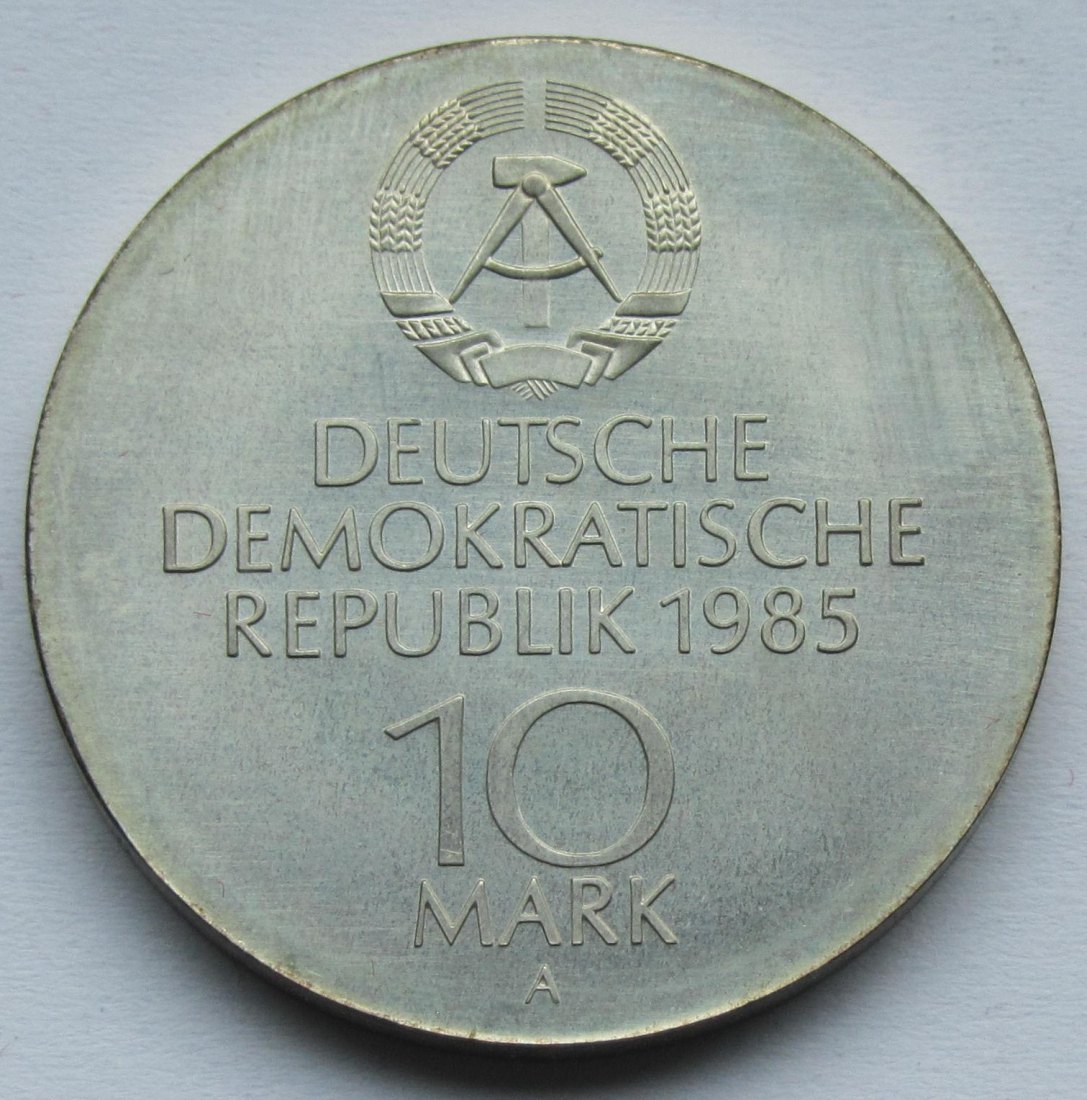 DEUTSCHE
DEMOKRATISCHE
REPUBLIK 1985
10
MARK
A